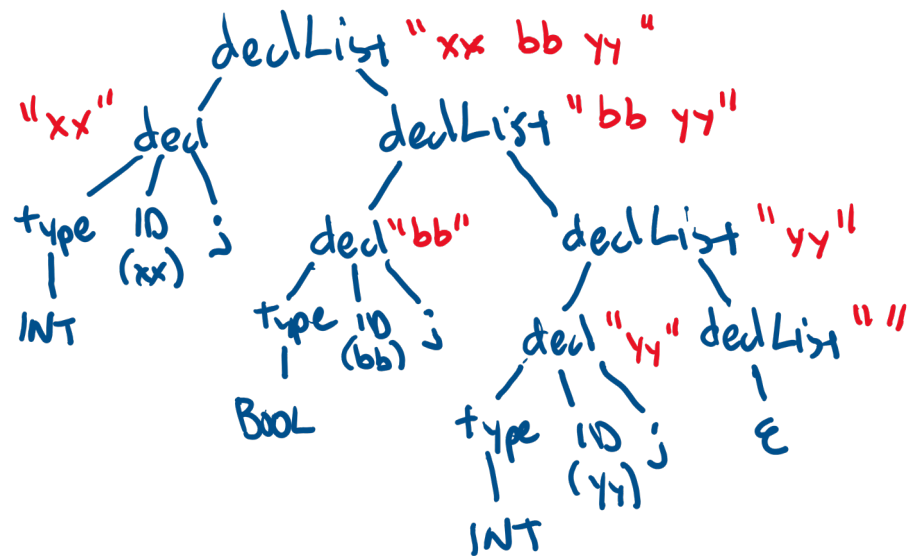 declList "xx bb yy"
"xx" decl declList "bb yy"
type ID ; decl "bb" declList "yy"
(xx)
INT type ID ; decl "yy" declList ""
(bb)
BOOL type ID ; ε
(yy)
INT